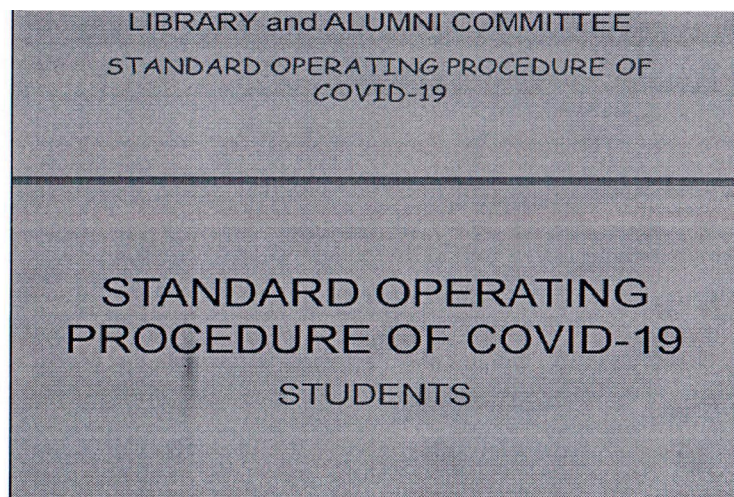 LIBRARY and ALUMNI COMMITTEE
STANDARD OPERATING PROCEDURE OF
COVID-19
STANDARD OPERATING
PROCEDURE OF COVID-19
STUDENTS